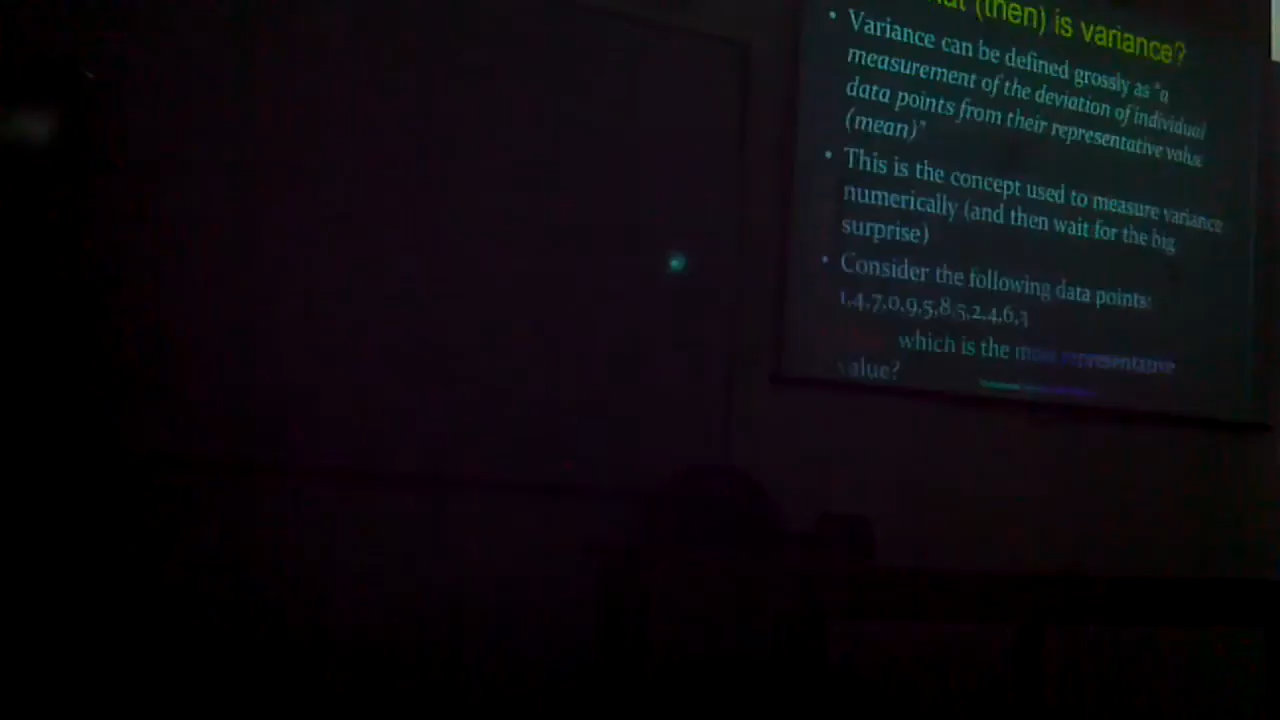 (then) is variance?
• Variance can be defined grossly as "a
measurement of the deviation of individual
data points from their representative value
(mean)"
• This is the concept used to measure variance
numerically (and then wait for the big
surprise)
• Consider the following data points:
1,4,7,0,9,5,8,5,2,4,6,3
which is the most representative
value?